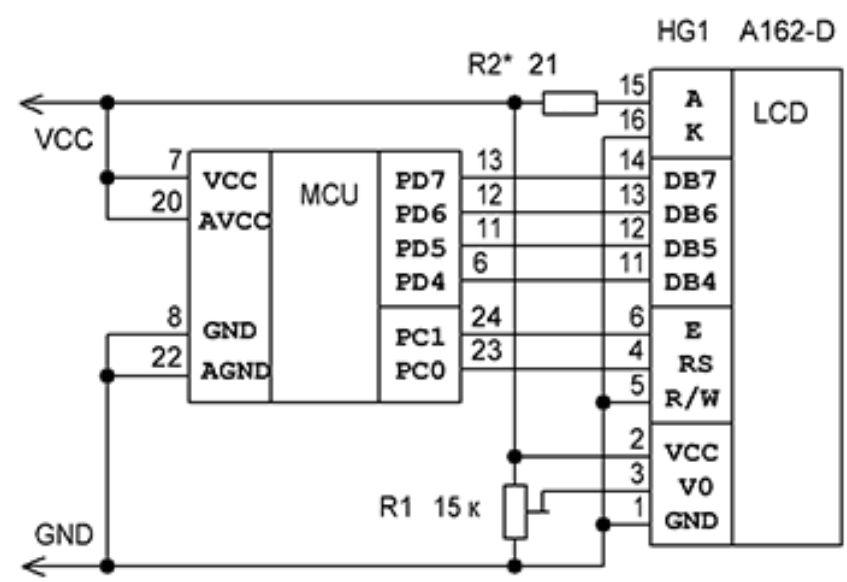 HG1 A162-D
R2* 21
15 A LCD
16 K
VCC
7 VCC MCU PD7 13 14 DB7
20 AVCC PD6 12 13 DB6
PD5 11 12 DB5
PD4 6 11 DB4
8 GND PC1 24 6 E
22 AGND PC0 23 4 RS
5 R/W
2 VCC
R1 15 к 3 V0
GND 1 GND